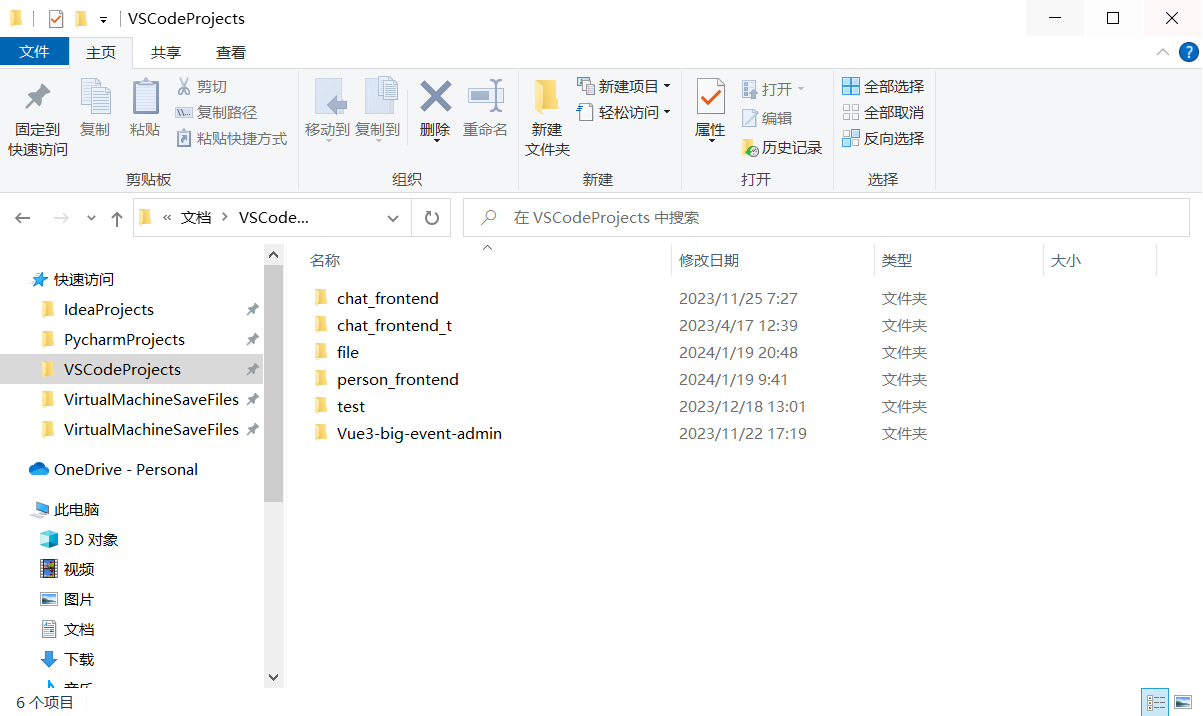 VSCodeProjects
文件 主页 共享 查看
固定到
快速访问
复制
粘贴
剪切
复制路径
粘贴快捷方式
剪贴板
移动到
复制到
删除
重命名
组织
新建
文件夹
新建项目
轻松访问
新建
属性
打开
编辑
历史记录
打开
全部选择
全部取消
反向选择
选择
« 文档 > VSCode...
在 VSCodeProjects 中搜索
快速访问
IdeaProjects
PycharmProjects
VSCodeProjects
VirtualMachineSaveFiles
VirtualMachineSaveFiles
OneDrive - Personal
此电脑
3D 对象
视频
图片
文档
下载
音乐
名称 修改日期 类型 大小
chat_frontend 2023/11/25 7:27 文件夹
chat_frontend_t 2023/4/17 12:39 文件夹
file 2024/1/19 20:48 文件夹
person_frontend 2024/1/19 9:41 文件夹
test 2023/12/18 13:01 文件夹
Vue3-big-event-admin 2023/11/22 17:19 文件夹
6 个项目